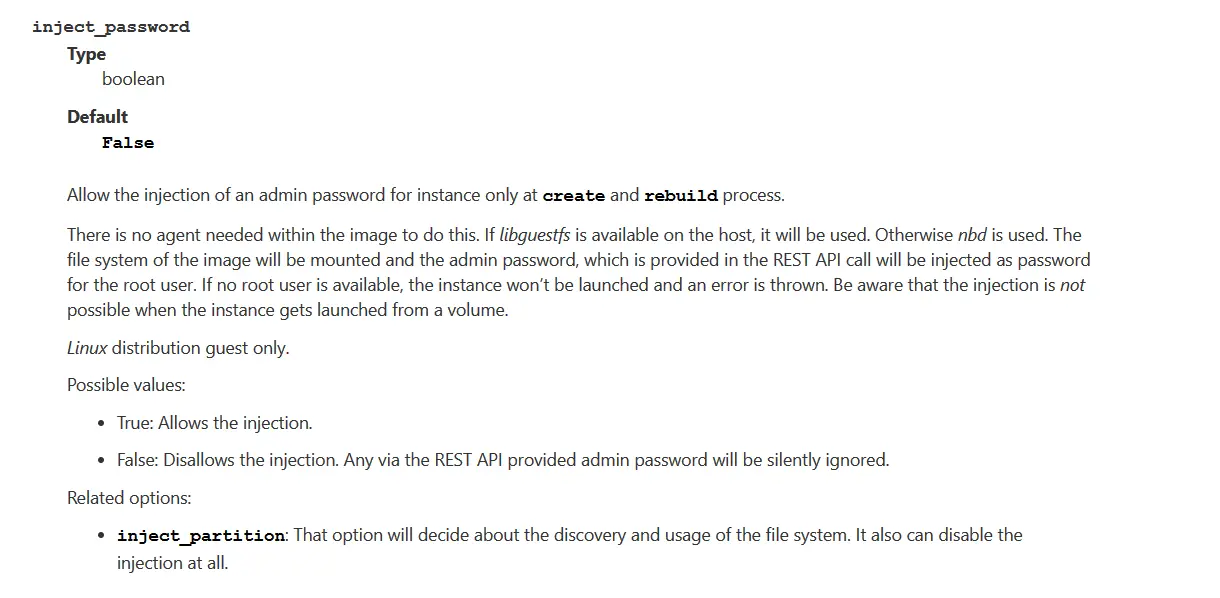 inject_password
Type
boolean
Default
False
Allow the injection of an admin password for instance only at create and rebuild process.
There is no agent needed within the image to do this. If libguestfs is available on the host, it will be used. Otherwise nbd is used. The
file system of the image will be mounted and the admin password, which is provided in the REST API call will be injected as password
for the root user. If no root user is available, the instance won’t be launched and an error is thrown. Be aware that the injection is not
possible when the instance gets launched from a volume.
Linux distribution guest only.
Possible values:
• True: Allows the injection.
• False: Disallows the injection. Any via the REST API provided admin password will be silently ignored.
Related options:
• inject_partition: That option will decide about the discovery and usage of the file system. It also can disable the
injection at all.